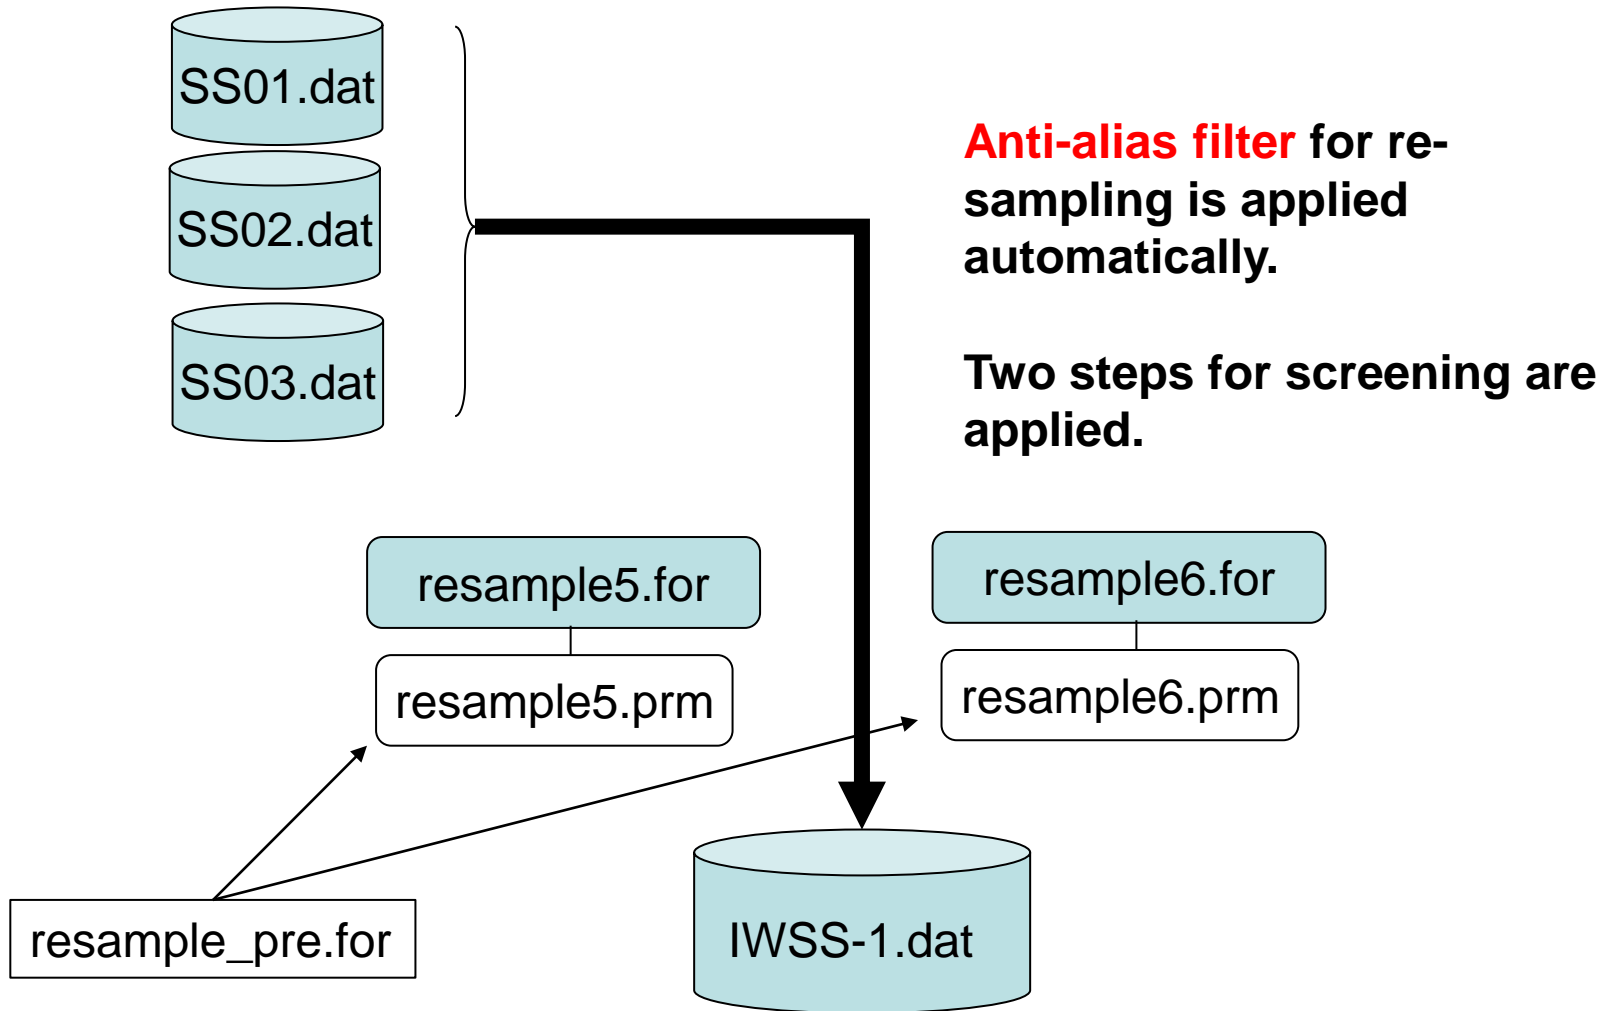 SS01.dat
SS02.dat
SS03.dat
Anti-alias filter for re-
sampling is applied
automatically.
Two steps for screening are
applied.
resample5.for
resample6.for
resample5.prm
resample6.prm
resample_pre.for
IWSS-1.dat